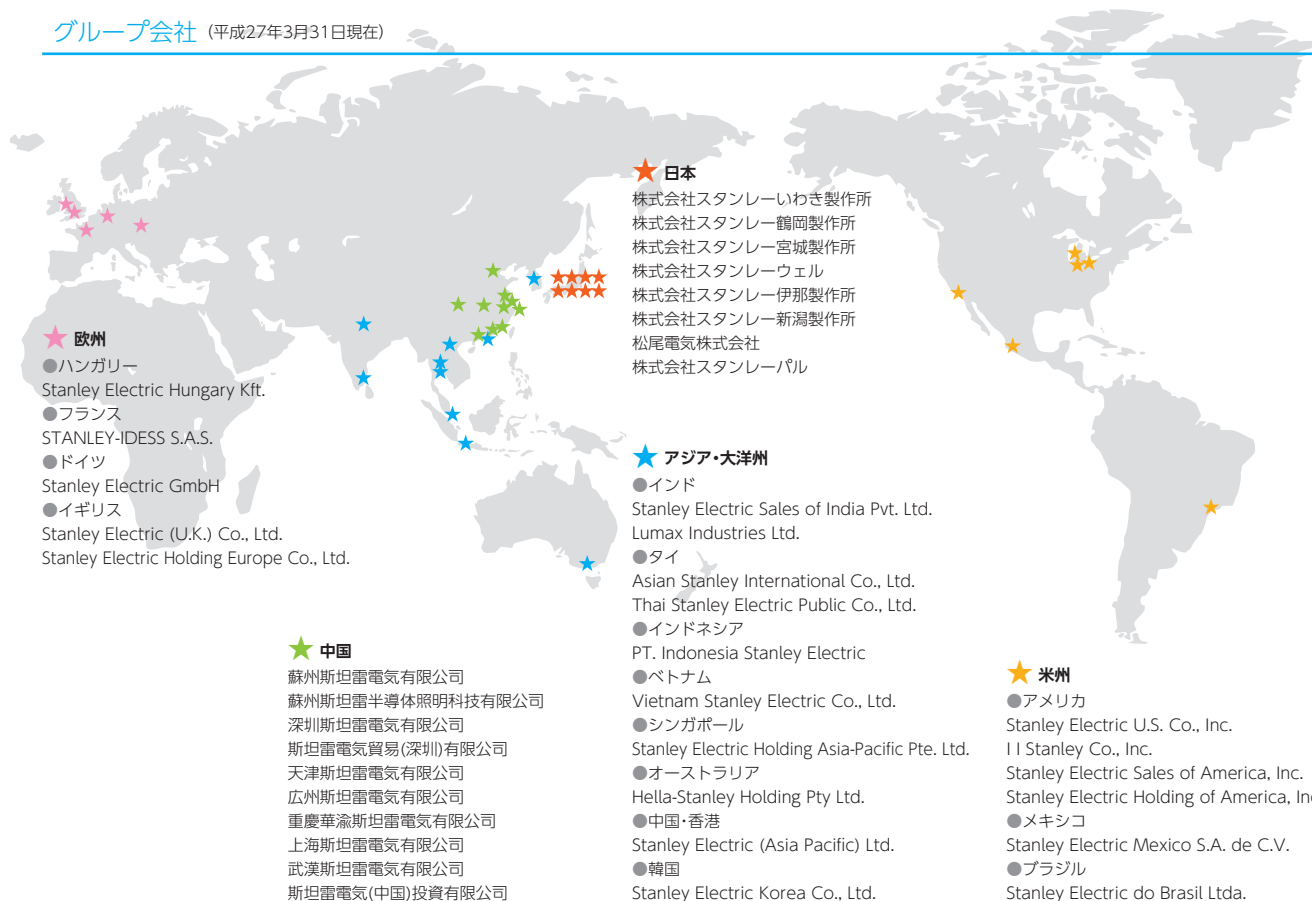 グループ会社 (平成27年3月31日現在)
★ 欧州
●ハンガリー
Stanley Electric Hungary Kft.
●フランス
STANLEY-IDESS S.A.S.
●ドイツ
Stanley Electric GmbH
●イギリス
Stanley Electric (U.K.) Co., Ltd.
Stanley Electric Holding Europe Co., Ltd.
★ 中国
蘇州斯坦雷電気有限公司
蘇州斯坦雷半導体照明科技有限公司
深圳斯坦雷電気有限公司
斯坦雷電気貿易(深圳)有限公司
天津斯坦雷電気有限公司
広州斯坦雷電気有限公司
重慶華渝斯坦雷電気有限公司
上海斯坦雷電気有限公司
武漢斯坦雷電気有限公司
斯坦雷電気(中国)投資有限公司
★ 日本
株式会社スタンレーいわき製作所
株式会社スタンレー鶴岡製作所
株式会社スタンレー宮城製作所
株式会社スタンレーウェル
株式会社スタンレー伊那製作所
株式会社スタンレー新潟製作所
松尾電気株式会社
株式会社スタンレーパル
★ アジア・大洋州
●インド
Stanley Electric Sales of India Pvt. Ltd.
Lumax Industries Ltd.
●タイ
Asian Stanley International Co., Ltd.
Thai Stanley Electric Public Co., Ltd.
●インドネシア
PT. Indonesia Stanley Electric
●ベトナム
Vietnam Stanley Electric Co., Ltd.
●シンガポール
Stanley Electric Holding Asia-Pacific Pte. Ltd.
●オーストラリア
Hella-Stanley Holding Pty Ltd.
●中国・香港
Stanley Electric (Asia Pacific) Ltd.
●韓国
Stanley Electric Korea Co., Ltd.
★ 米州
●アメリカ
Stanley Electric U.S. Co., Inc.
I I Stanley Co., Inc.
Stanley Electric Sales of America, Inc.
Stanley Electric Holding of America,
●メキシコ
Stanley Electric Mexico S.A. de C.V.
●ブラジル
Stanley Electric do Brasil Ltda.